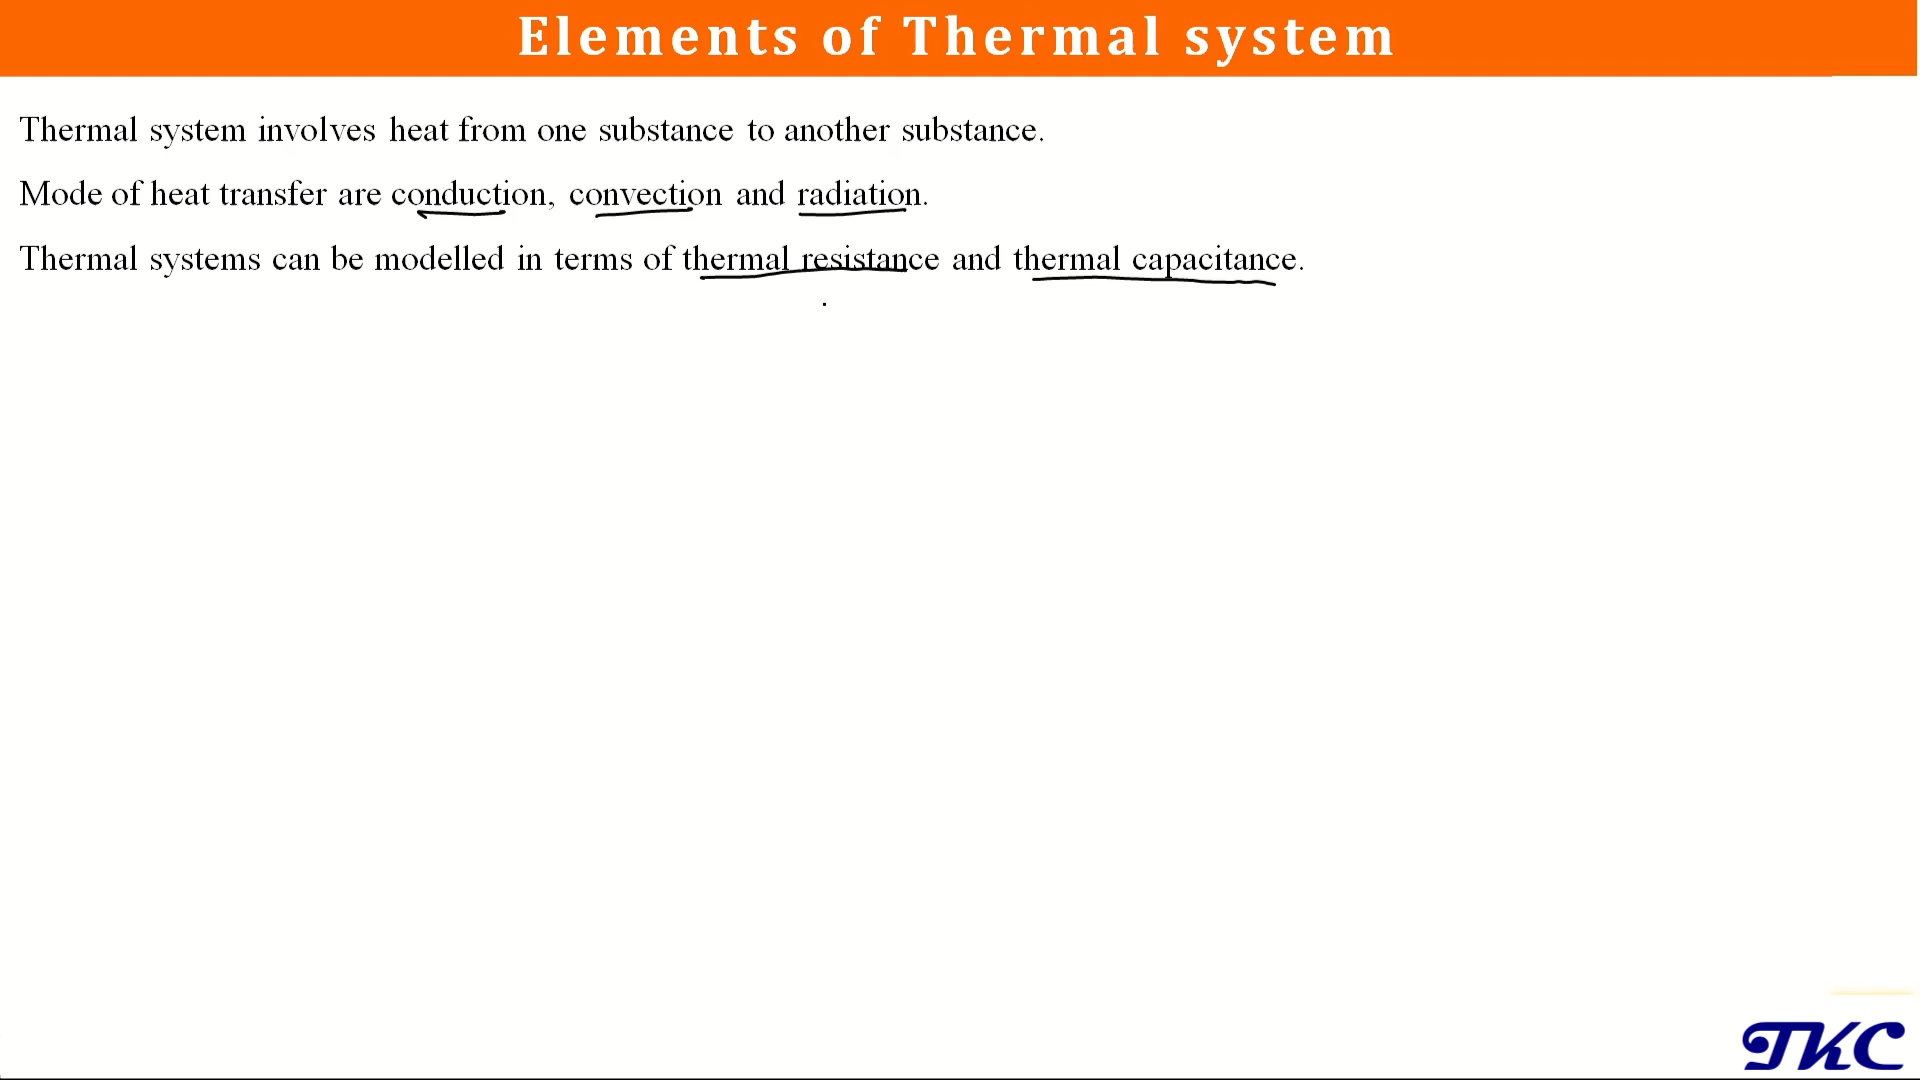 Elements of Thermal system
Thermal system involves heat from one substance to another substance.
Mode of heat transfer are conduction, convection and radiation.
Thermal systems can be modelled in terms of thermal resistance and thermal capacitance.
TKC